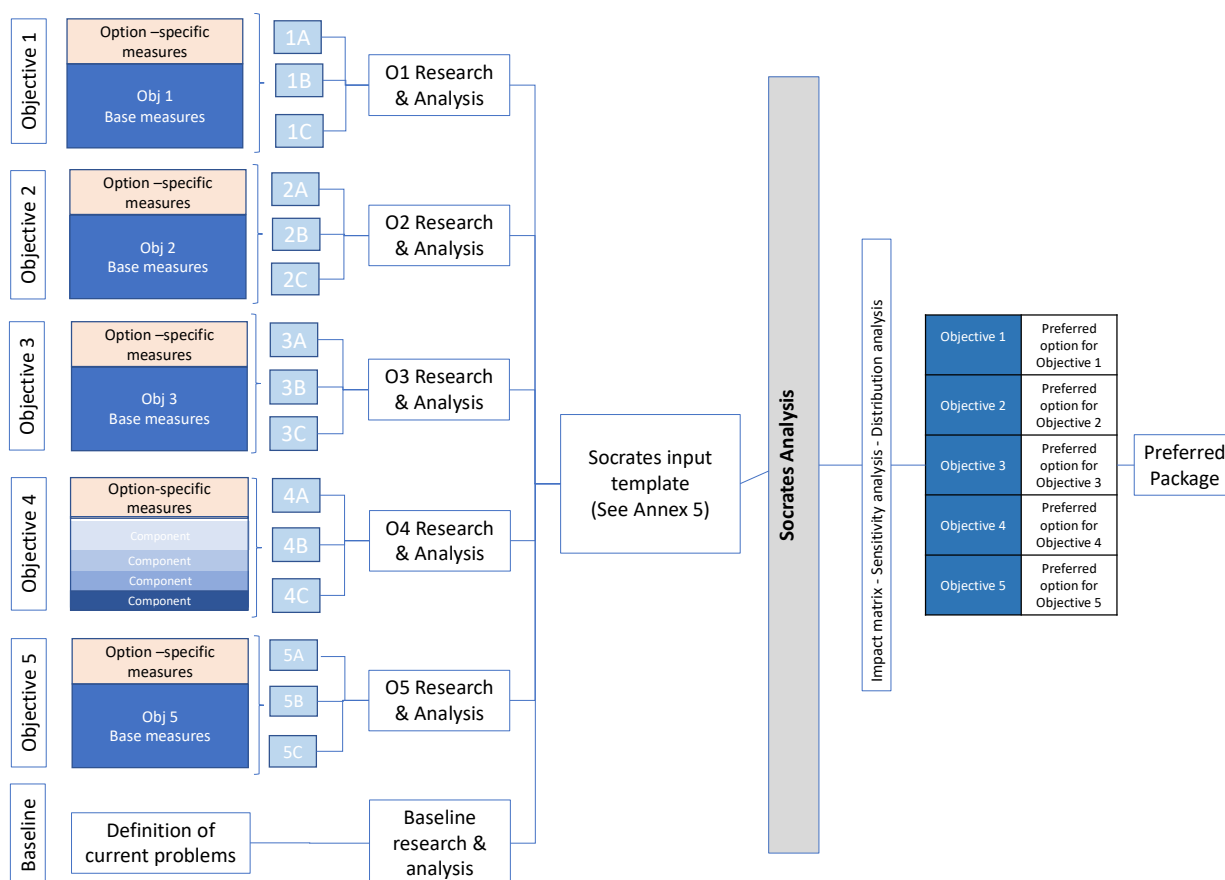 Objective 1
Option –specific
measures
Obj 1
Base measures
1A
1B
1C
O1 Research
& Analysis
Objective 2
Option –specific
measures
Obj 2
Base measures
2A
2B
2C
O2 Research
& Analysis
Objective 3
Option –specific
measures
Obj 3
Base measures
3A
3B
3C
O3 Research
& Analysis
Objective 4
Option-specific
measures
Component
Component
Component
Component
4A
4B
4C
O4 Research
& Analysis
Objective 5
Option –specific
measures
Obj 5
Base measures
5A
5B
5C
O5 Research
& Analysis
Baseline
Definition of
current problems
Baseline
research &
analysis
Socrates input
template
(See Annex 5)
Socrates Analysis
Impact matrix - Sensitivity analysis - Distribution analysis
Objective 1
Preferred
option for
Objective 1
Objective 2
Preferred
option for
Objective 2
Objective 3
Preferred
option for
Objective 3
Objective 4
Preferred
option for
Objective 4
Objective 5
Preferred
option for
Objective 5
Preferred
Package